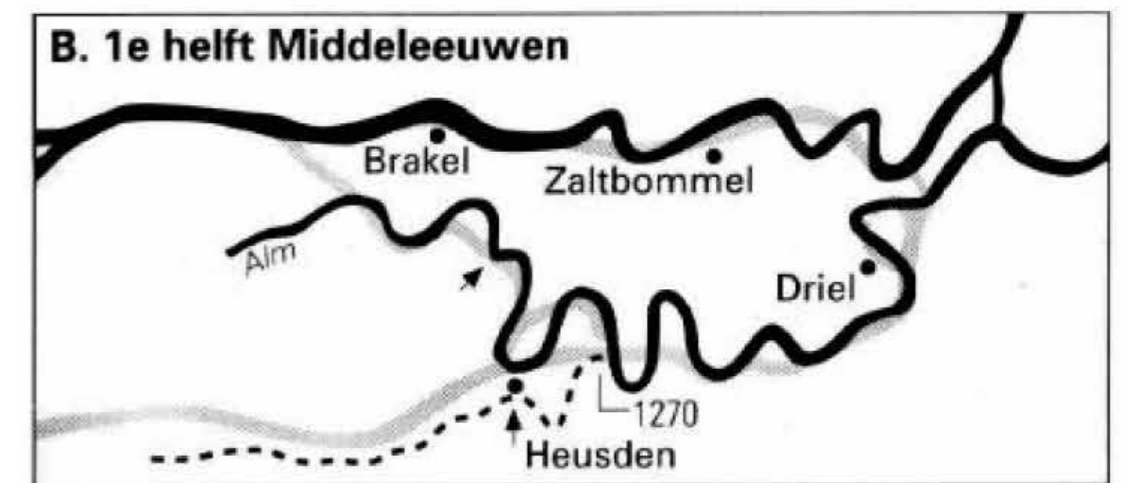 B. 1e helft Middeleeuwen
Brakel
Zaltbommel
Alm
Driel
1270
Heusden